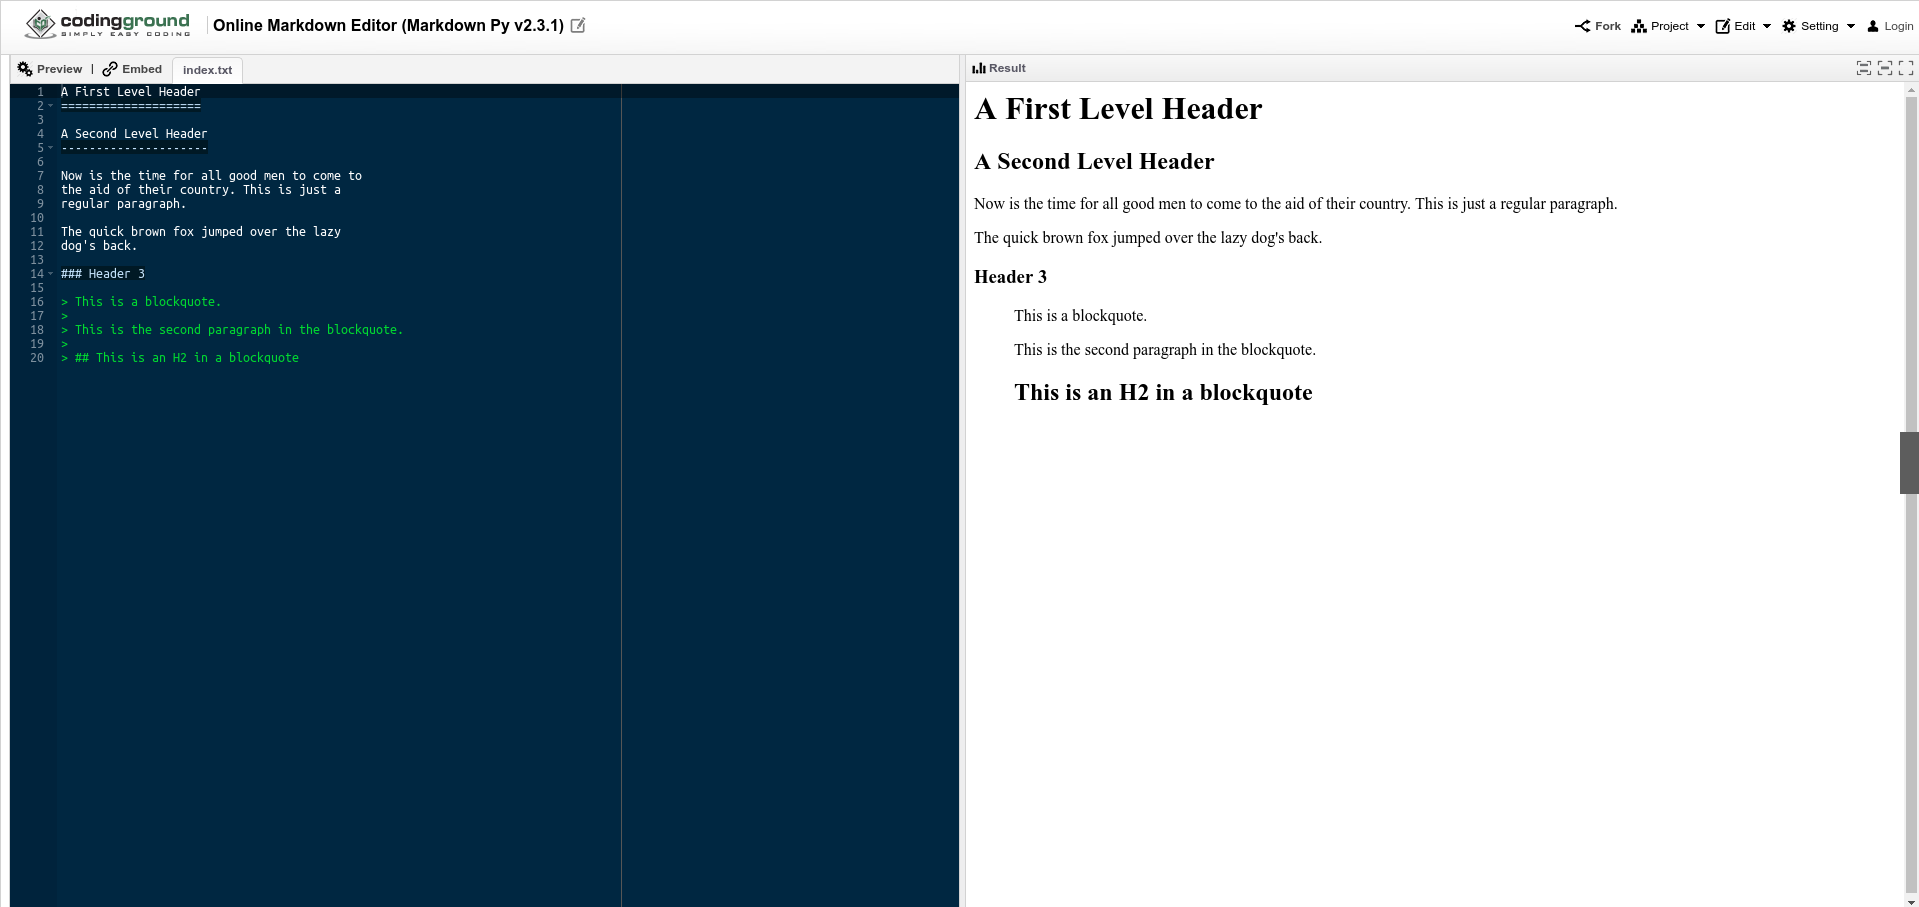 codingground
SIMPLY EASY CODING
Online Markdown Editor (Markdown Py v2.3.1)
Fork Project Edit Setting Login
Preview | Embed index.txt
1 A First Level Header
2 ====================
3
4 A Second Level Header
5 ---------------------
6
7 Now is the time for all good men to come to
8 the aid of their country. This is just a
9 regular paragraph.
10
11 The quick brown fox jumped over the lazy
12 dog's back.
13
14 ### Header 3
15
16 > This is a blockquote.
17 >
18 > This is the second paragraph in the blockquote.
19 >
20 > ## This is an H2 in a blockquote
Result
A First Level Header
A Second Level Header
Now is the time for all good men to come to the aid of their country. This is just a regular paragraph.
The quick brown fox jumped over the lazy dog's back.
Header 3
This is a blockquote.
This is the second paragraph in the blockquote.
This is an H2 in a blockquote